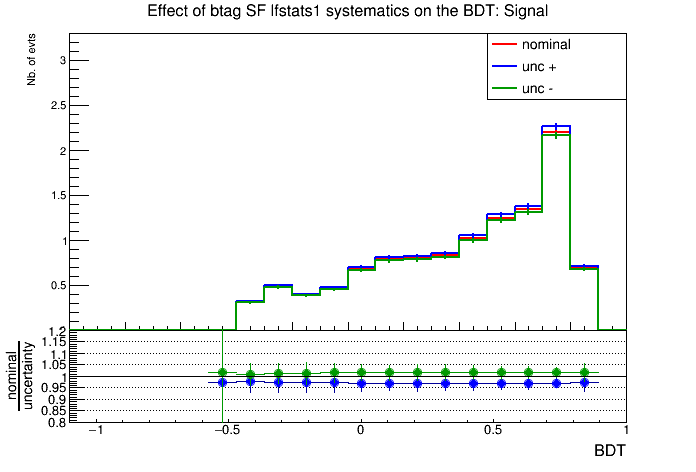 Effect of btag SF lfstats1 systematics on the BDT: Signal
Nb. of evts
nominal
unc +
unc -
3
2.5
2
1.5
1
0.5
nominal
uncertainty
1.2
1.15
1.1
1.05
1
0.95
0.9
0.85
0.8
−1
−0.5
0
0.5
1
BDT